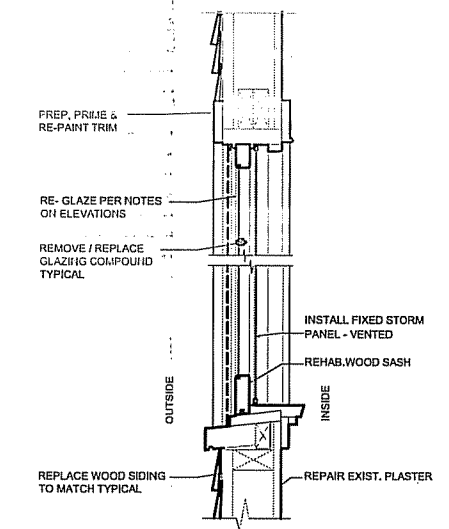 PREP, PRIME &
RE-PAINT TRIM
RE- GLAZE PER NOTES
ON ELEVATIONS
REMOVE / REPLACE
GLAZING COMPOUND
TYPICAL
INSTALL FIXED STORM
PANEL - VENTED
REHAB.WOOD SASH
OUTSIDE
INSIDE
REPLACE WOOD SIDING
TO MATCH TYPICAL
REPAIR EXIST. PLASTER